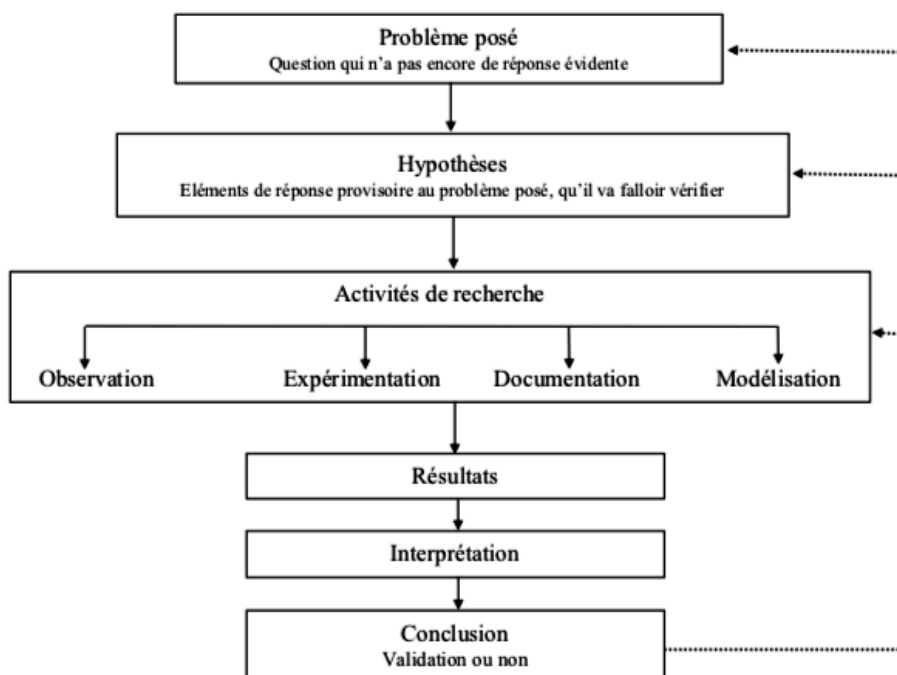 Problème posé
Question qui n'a pas encore de réponse évidente
Hypothèses
Eléments de réponse provisoire au problème posé, qu'il va falloir vérifier
Activités de recherche
Observation Expérimentation Documentation Modélisation
Résultats
Interprétation
Conclusion
Validation ou non